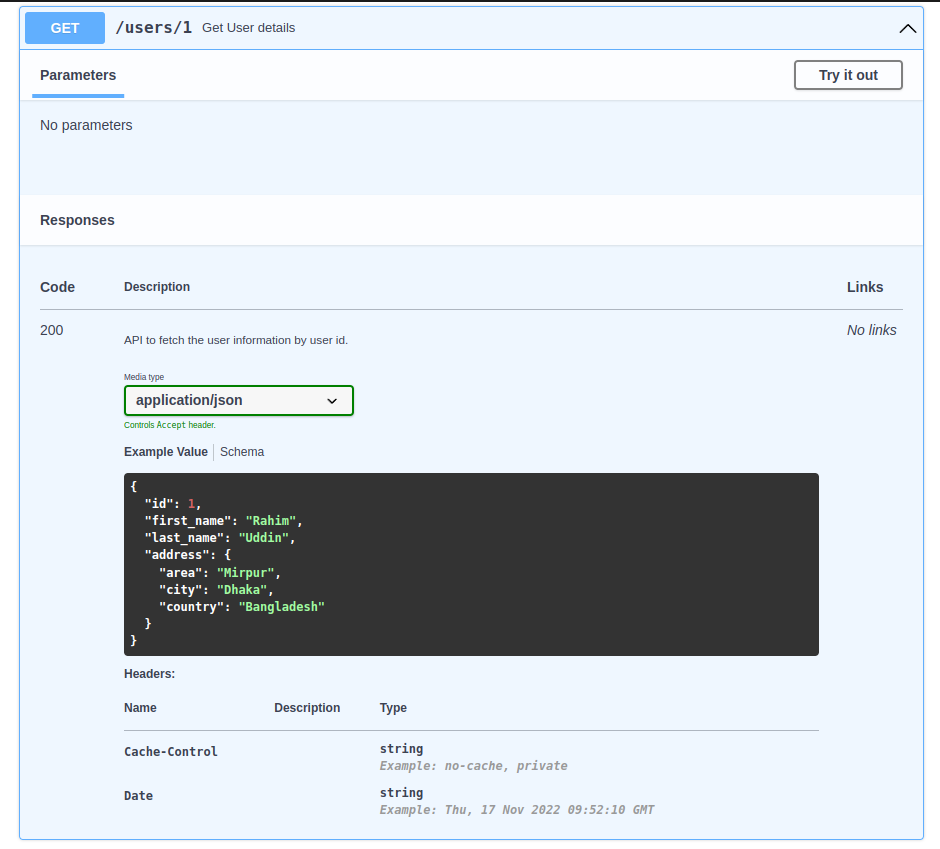 GET /users/1 Get User details
Parameters Try it out
No parameters
Responses
Code Description Links
200 No links
API to fetch the user information by user id.
Media type
application/json
Controls Accept header.
Example Value Schema
{
  "id": 1,
  "first_name": "Rahim",
  "last_name": "Uddin",
  "address": {
    "area": "Mirpur",
    "city": "Dhaka",
    "country": "Bangladesh"
  }
}
Headers:
Name Description Type
Cache-Control string
Example: no-cache, private
Date string
Example: Thu, 17 Nov 2022 09:52:10 GMT